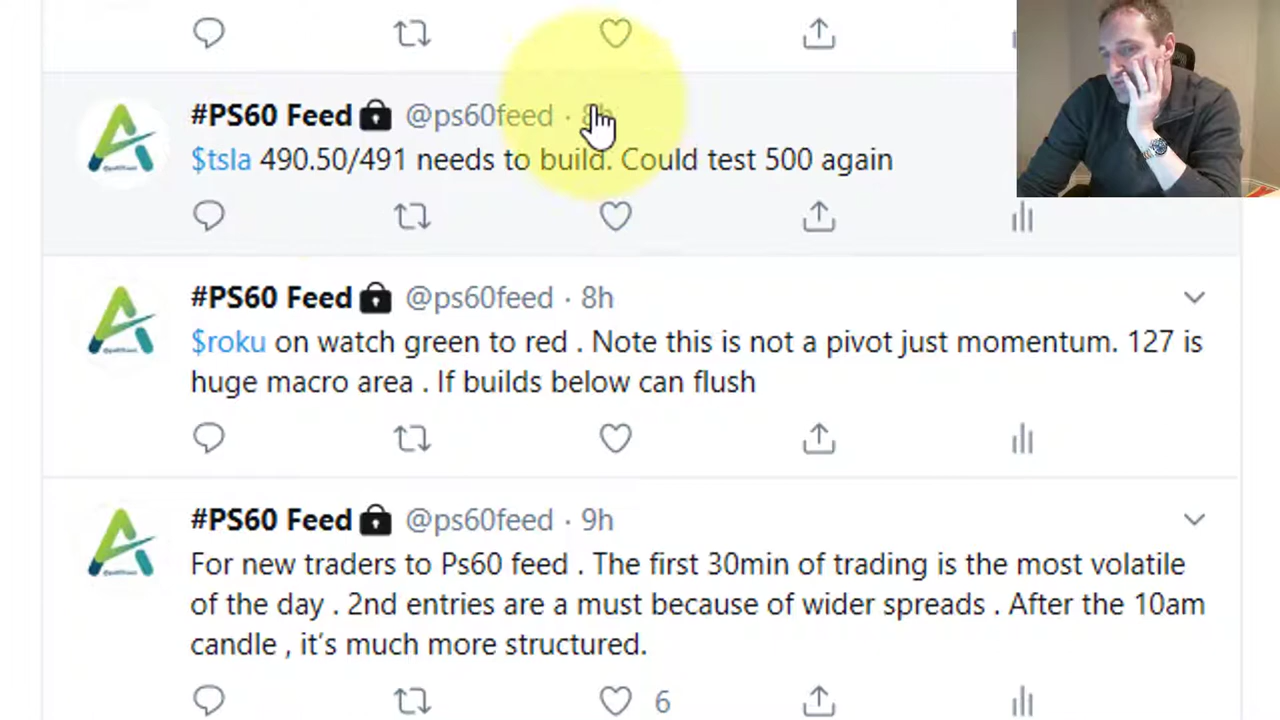 #PS60 Feed @ps60feed · 8h
$tsla 490.50/491 needs to build. Could test 500 again
#PS60 Feed @ps60feed · 8h
$roku on watch green to red . Note this is not a pivot just momentum. 127 is
huge macro area . If builds below can flush
#PS60 Feed @ps60feed · 9h
For new traders to Ps60 feed . The first 30min of trading is the most volatile
of the day . 2nd entries are a must because of wider spreads . After the 10am
candle , it's much more structured.
6